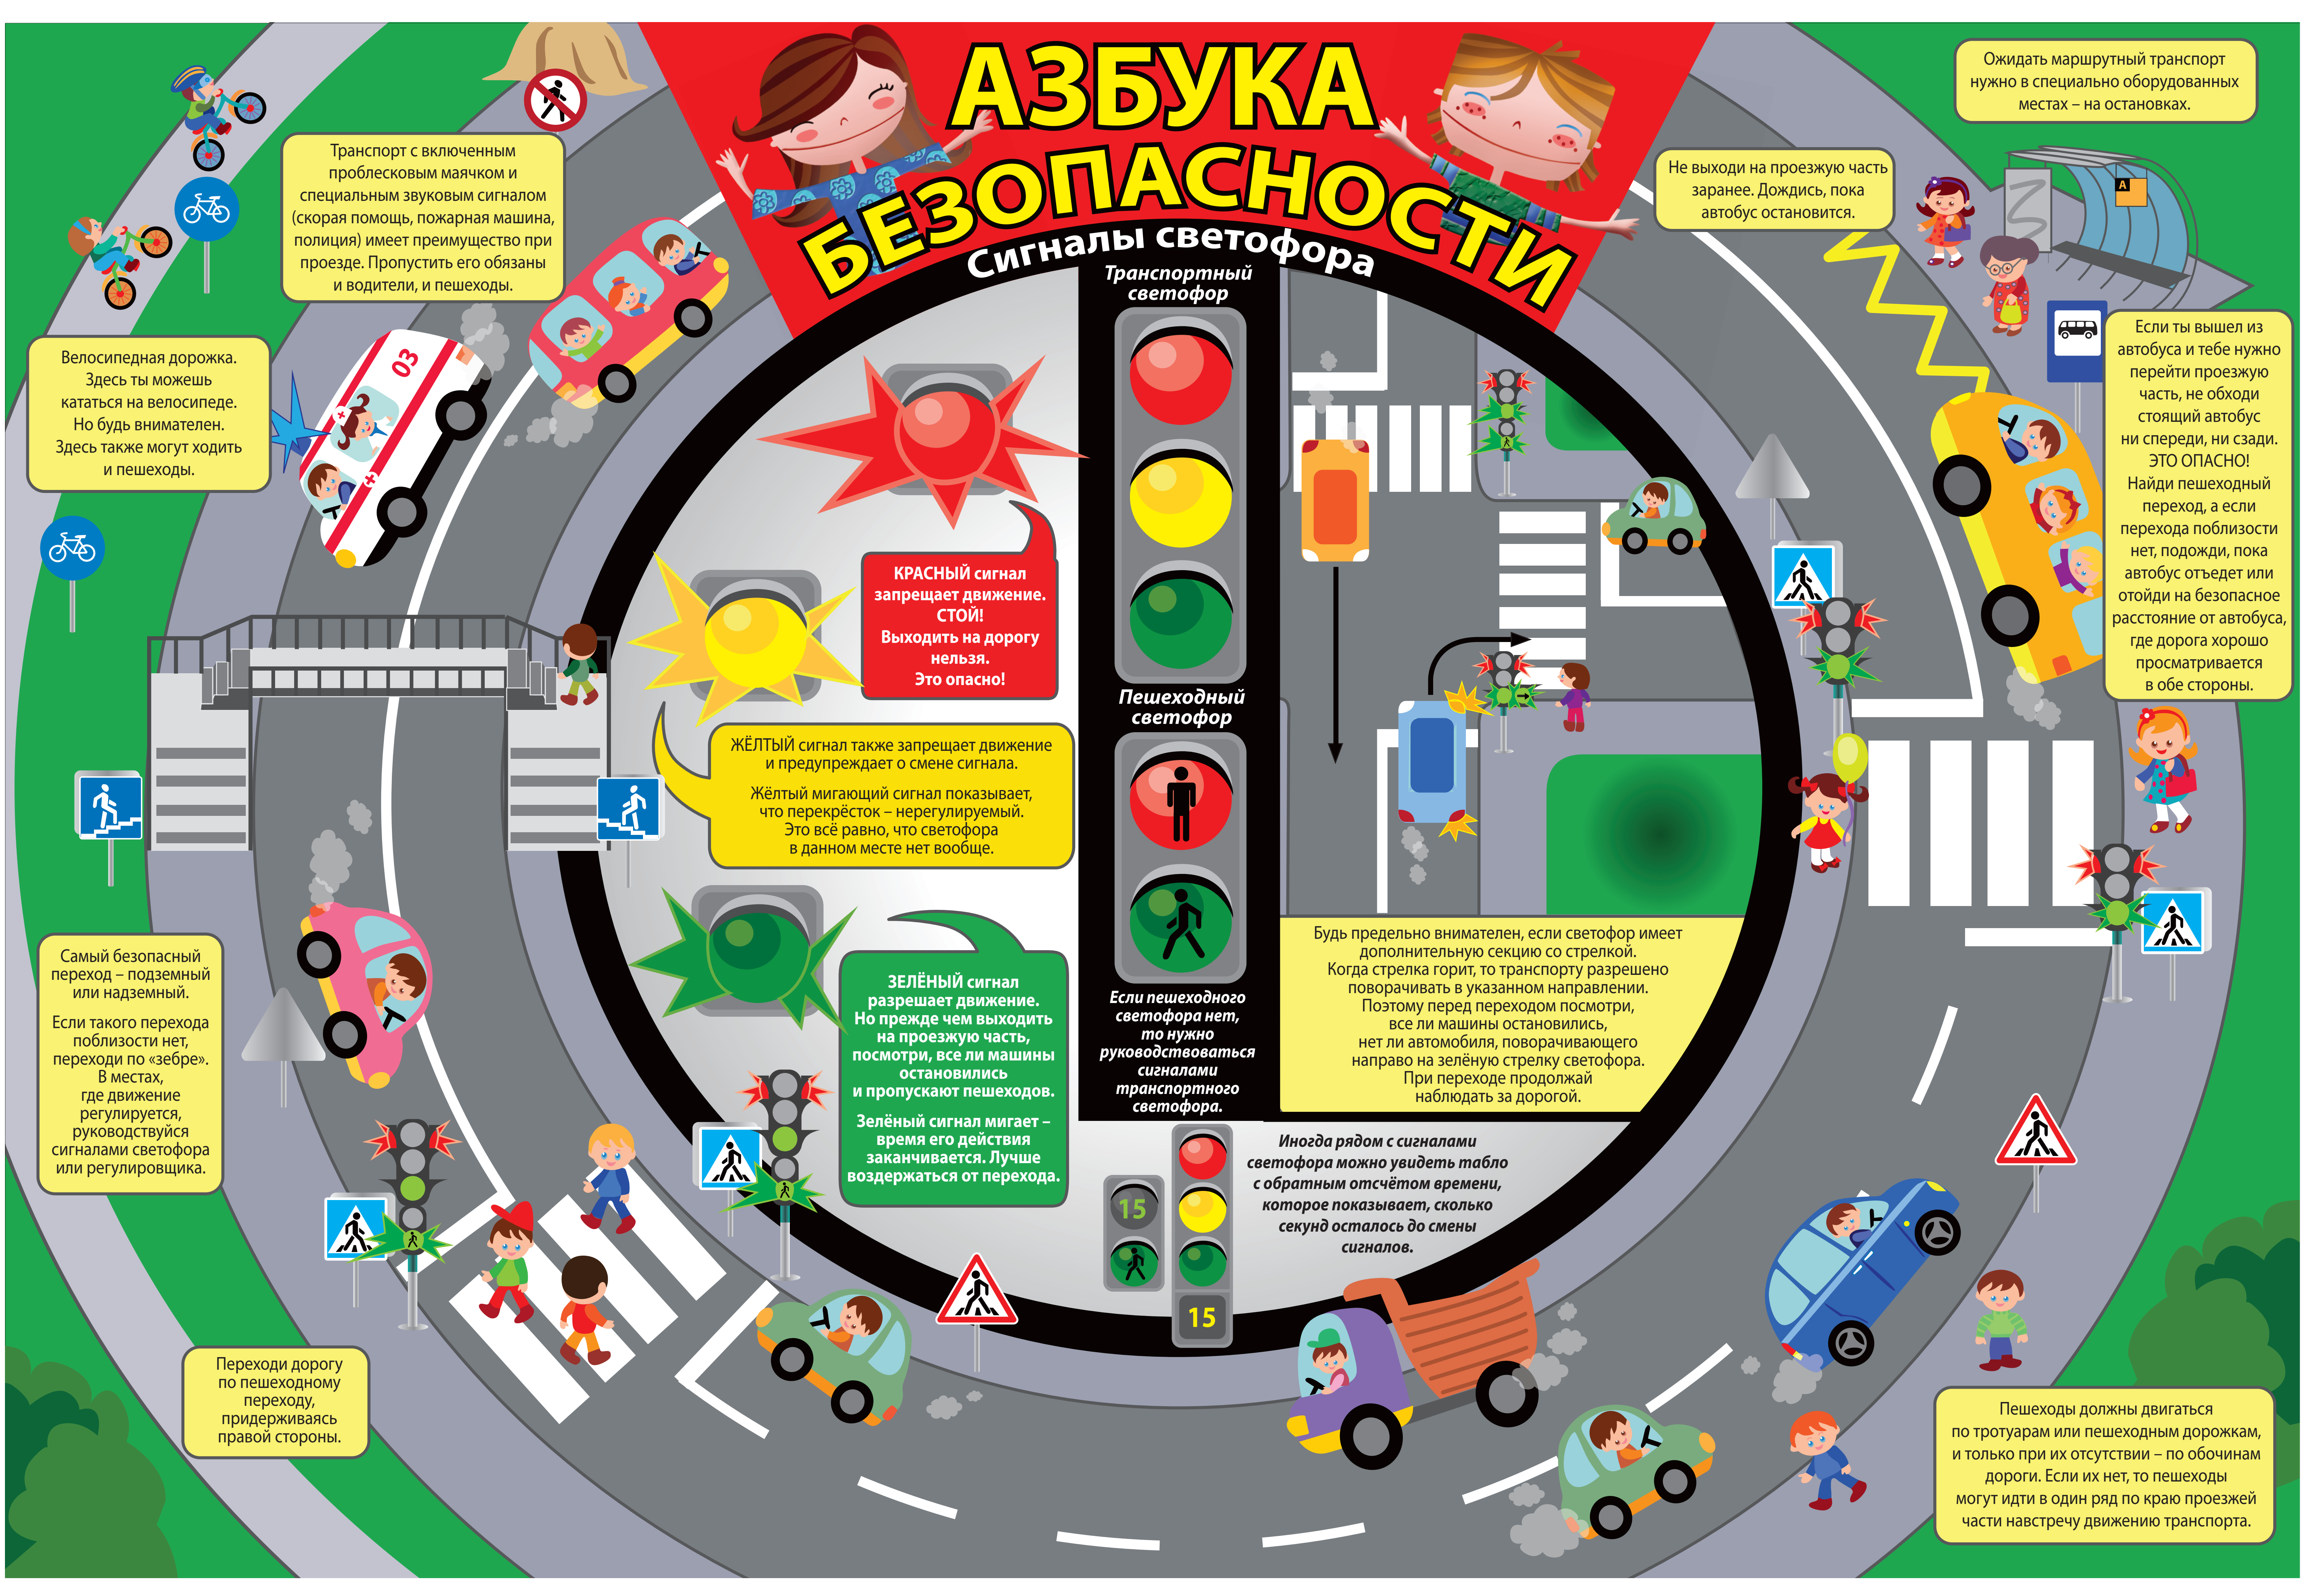 АЗБУКА
БЕЗОПАСНОСТИ
Сигналы светофора
Транспорт с включенным
проблесковым маячком и
специальным звуковым сигналом
(скорая помощь, пожарная машина,
полиция) имеет преимущество при
проезде. Пропустить его обязаны
и водители, и пешеходы.
Велосипедная дорожка.
Здесь ты можешь
кататься на велосипеде.
Но будь внимателен.
Здесь также могут ходить
и пешеходы.
03
Самый безопасный
переход – подземный
или надземный.
Если такого перехода
поблизости нет,
переходи по «зебре».
В местах,
где движение
регулируется,
руководствуйся
сигналами светофора
или регулировщика.
Переходи дорогу
по пешеходному
переходу,
придерживаясь
правой стороны.
КРАСНЫЙ сигнал
запрещает движение.
СТОЙ!
Выходить на дорогу
нельзя.
Это опасно!
ЖЁЛТЫЙ сигнал также запрещает движение
и предупреждает о смене сигнала.
Жёлтый мигающий сигнал показывает,
что перекрёсток – нерегулируемый.
Это всё равно, что светофора
в данном месте нет вообще.
ЗЕЛЁНЫЙ сигнал
разрешает движение.
Но прежде чем выходить
на проезжую часть,
посмотри, все ли машины
остановились
и пропускают пешеходов.
Зелёный сигнал мигает –
время его действия
заканчивается. Лучше
воздержаться от перехода.
Транспортный
светофор
Пешеходный
светофор
Если пешеходного
светофора нет,
то нужно
руководствоваться
сигналами
транспортного
светофора.
15
15
Иногда рядом с сигналами
светофора можно увидеть табло
с обратным отсчётом времени,
которое показывает, сколько
секунд осталось до смены
сигналов.
Будь предельно внимателен, если светофор имеет
дополнительную секцию со стрелкой.
Когда стрелка горит, то транспорту разрешено
поворачивать в указанном направлении.
Поэтому перед переходом посмотри,
все ли машины остановились,
нет ли автомобиля, поворачивающего
направо на зелёную стрелку светофора.
При переходе продолжай
наблюдать за дорогой.
Ожидать маршрутный транспорт
нужно в специально оборудованных
местах – на остановках.
Не выходи на проезжую часть
заранее. Дождись, пока
автобус остановится.
А
Если ты вышел из
автобуса и тебе нужно
перейти проезжую
часть, не обходи
стоящий автобус
ни спереди, ни сзади.
ЭТО ОПАСНО!
Найди пешеходный
переход, а если
перехода поблизости
нет, подожди, пока
автобус отъедет или
отойди на безопасное
расстояние от автобуса,
где дорога хорошо
просматривается
в обе стороны.
Пешеходы должны двигаться
по тротуарам или пешеходным дорожкам,
и только при их отсутствии – по обочинам
дороги. Если их нет, то пешеходы
могут идти в один ряд по краю проезжей
части навстречу движению транспорта.